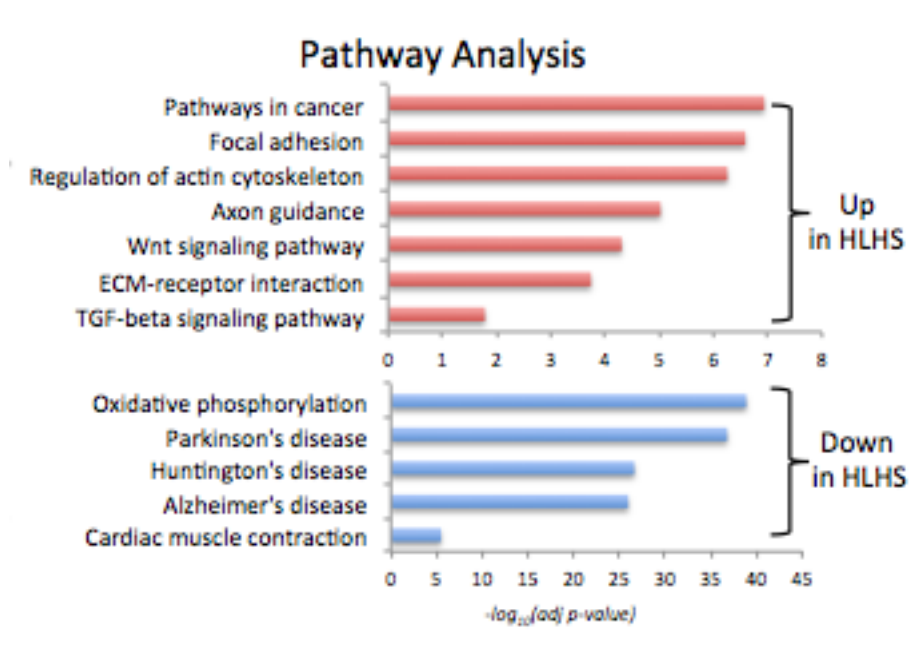 Pathway Analysis
Pathways in cancer
Focal adhesion
Regulation of actin cytoskeleton
Axon guidance
Wnt signaling pathway
ECM-receptor interaction
TGF-beta signaling pathway
0 1 2 3 4 5 6 7 8
Up
in HLHS
Oxidative phosphorylation
Parkinson's disease
Huntington's disease
Alzheimer's disease
Cardiac muscle contraction
0 5 10 15 20 25 30 35 40 45
Down
in HLHS
-log₁₀(adj p-value)